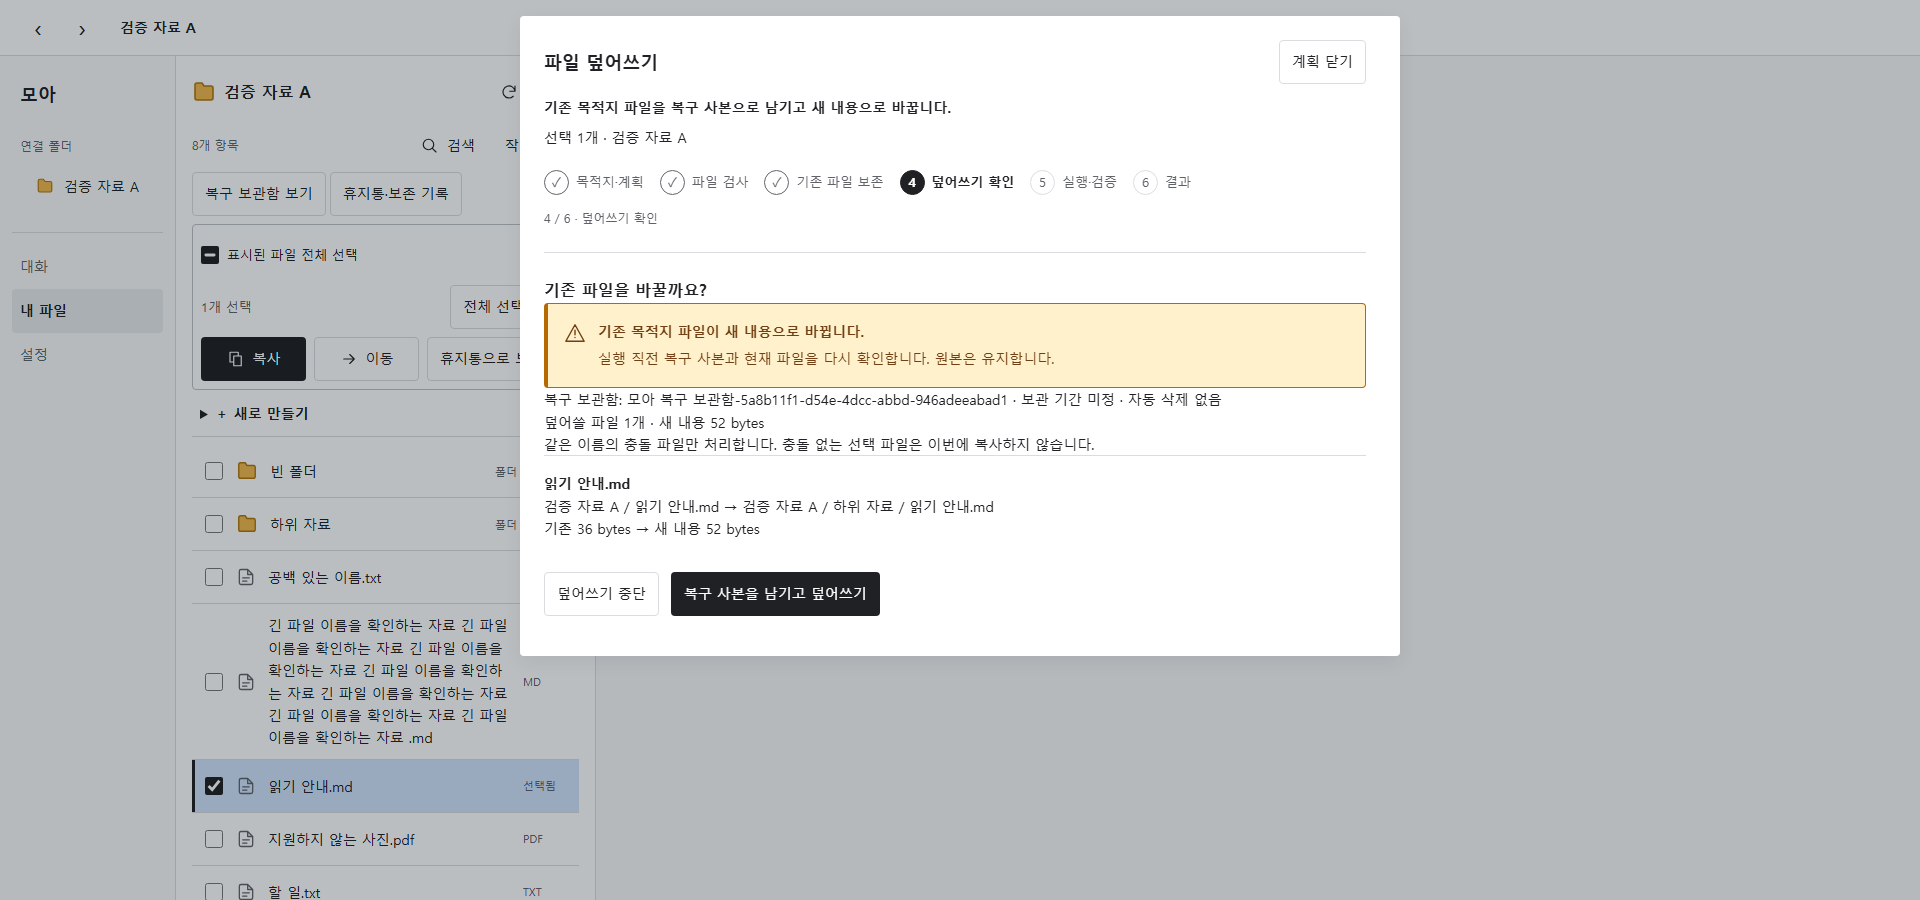 검증 자료 A
모아
연결 폴더
검증 자료 A
대화
내 파일
설정
검증 자료 A
8개 항목
검색
작
복구 보관함 보기
휴지통·보존 기록
표시된 파일 전체 선택
1개 선택
전체 선택
복사
이동
휴지통으로
+ 새로 만들기
빈 폴더
폴더
하위 자료
폴더
공백 있는 이름.txt
긴 파일 이름을 확인하는 자료 긴 파일
이름을 확인하는 자료 긴 파일 이름을
확인하는 자료 긴 파일 이름을 확인하
는 자료 긴 파일 이름을 확인하는 자료
긴 파일 이름을 확인하는 자료 긴 파일
이름을 확인하는 자료 .md
MD
읽기 안내.md
선택됨
지원하지 않는 사진.pdf
PDF
할 일.txt
TXT
파일 덮어쓰기
계획 닫기
기존 목적지 파일을 복구 사본으로 남기고 새 내용으로 바꿉니다.
선택 1개 · 검증 자료 A
목적지·계획
파일 검사
기존 파일 보존
4 덮어쓰기 확인
5 실행·검증
6 결과
4 / 6 · 덮어쓰기 확인
기존 파일을 바꿀까요?
기존 목적지 파일이 새 내용으로 바뀝니다.
실행 직전 복구 사본과 현재 파일을 다시 확인합니다. 원본은 유지합니다.
복구 보관함: 모아 복구 보관함-5a8b11f1-d54e-4dcc-abbd-946adeeabad1 · 보관 기간 미정 · 자동 삭제 없음
덮어쓸 파일 1개 · 새 내용 52 bytes
같은 이름의 충돌 파일만 처리합니다. 충돌 없는 선택 파일은 이번에 복사하지 않습니다.
읽기 안내.md
검증 자료 A / 읽기 안내.md → 검증 자료 A / 하위 자료 / 읽기 안내.md
기존 36 bytes → 새 내용 52 bytes
덮어쓰기 중단
복구 사본을 남기고 덮어쓰기